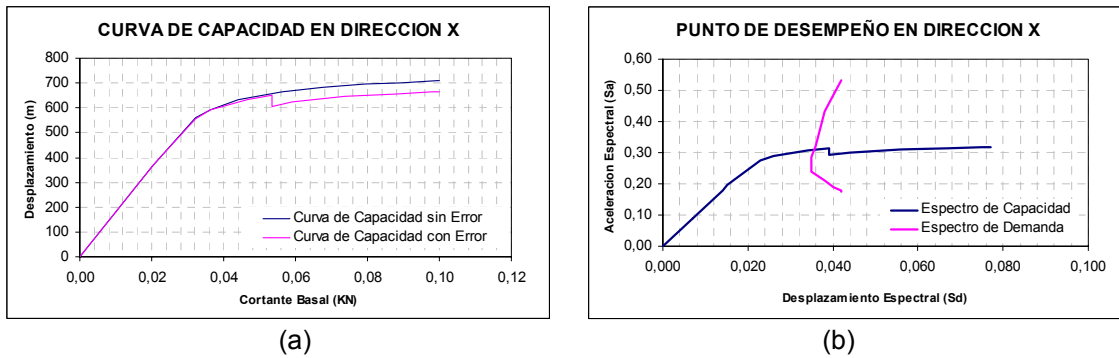 CURVA DE CAPACIDAD EN DIRECCION X
800
700
600
500
400
300
200
100
0
Desplazamiento (m)
Curva de Capacidad sin Error
Curva de Capacidad con Error
0,00 0,02 0,04 0,06 0,08 0,10 0,12
Cortante Basal (KN)
(a)
PUNTO DE DESEMPEÑO EN DIRECCION X
0,60
0,50
0,40
0,30
0,20
0,10
0,00
Aceleracion Espectral (Sa)
Espectro de Capacidad
Espectro de Demanda
0,000 0,020 0,040 0,060 0,080 0,100
Desplazamiento Espectral (Sd)
(b)